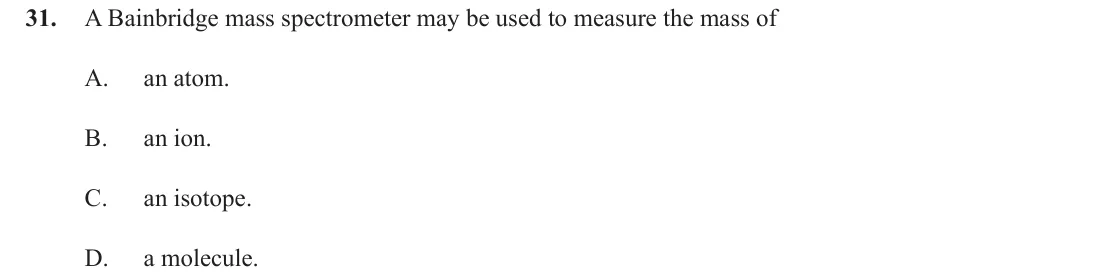 31. A Bainbridge mass spectrometer may be used to measure the mass of
A. an atom.
B. an ion.
C. an isotope.
D. a molecule.